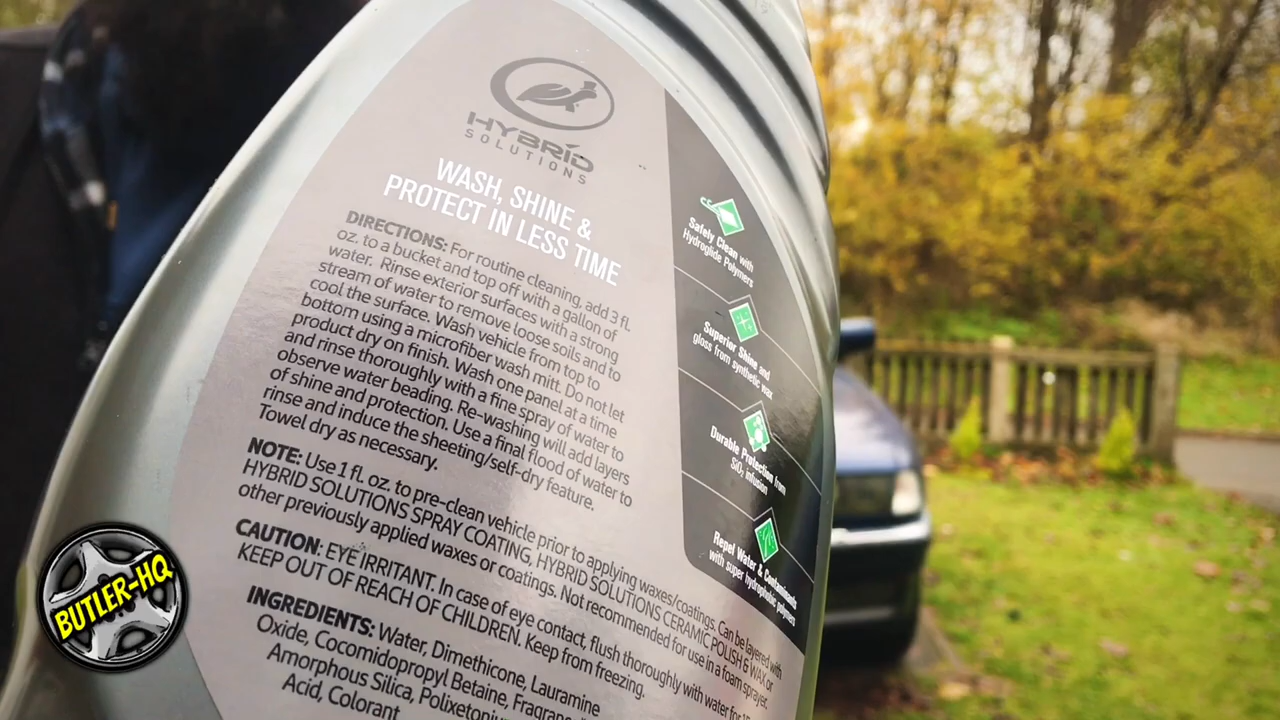 HYBRID
SOLUTIONS
WASH, SHINE &
PROTECT IN LESS TIME
DIRECTIONS: For routine cleaning, add 3 fl.
oz. to a bucket and top off with a gallon of
water. Rinse exterior surfaces with a strong
stream of water to remove loose soils and to
cool the surface. Wash vehicle from top to
bottom using a microfiber wash mitt. Do not let
product dry on finish. Wash one panel at a time
and rinse thoroughly with a fine spray of water to
observe water beading. Re-washing will add layers
of shine and protection. Use a final flood of water to
rinse and induce the sheeting/self-dry feature.
Towel dry as necessary.
NOTE: Use 1 fl. oz. to pre-clean vehicle prior to applying waxes/coatings. Can be layered with
HYBRID SOLUTIONS SPRAY COATING, HYBRID SOLUTIONS CERAMIC POLISH & WAX or
other previously applied waxes or coatings. Not recommended for use in a foam sprayer.
CAUTION: EYE IRRITANT. In case of eye contact, flush thoroughly with water for
KEEP OUT OF REACH OF CHILDREN. Keep from freezing.
INGREDIENTS: Water, Dimethicone, Lauramine
Oxide, Cocomidopropyl Betaine,
Amorphous Silica,
Acid, Colorant
Safely Clean with
Hydroglide Polymers
Superior Shine and
gloss from synthetic wax
Durable Protection from
SiO₂ infusion
Repel Water & Contaminants
with super hydrophobic polymers
BUTLER-HQ